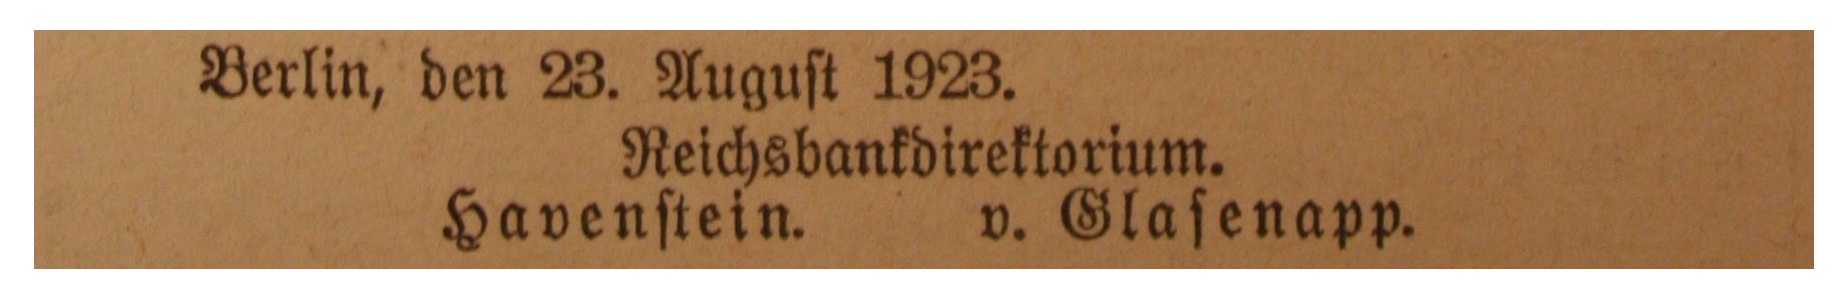 Berlin, den 23. Auguſt 1923.
Reichsbankdirektorium.
Havenſtein. v. Glaſenapp.